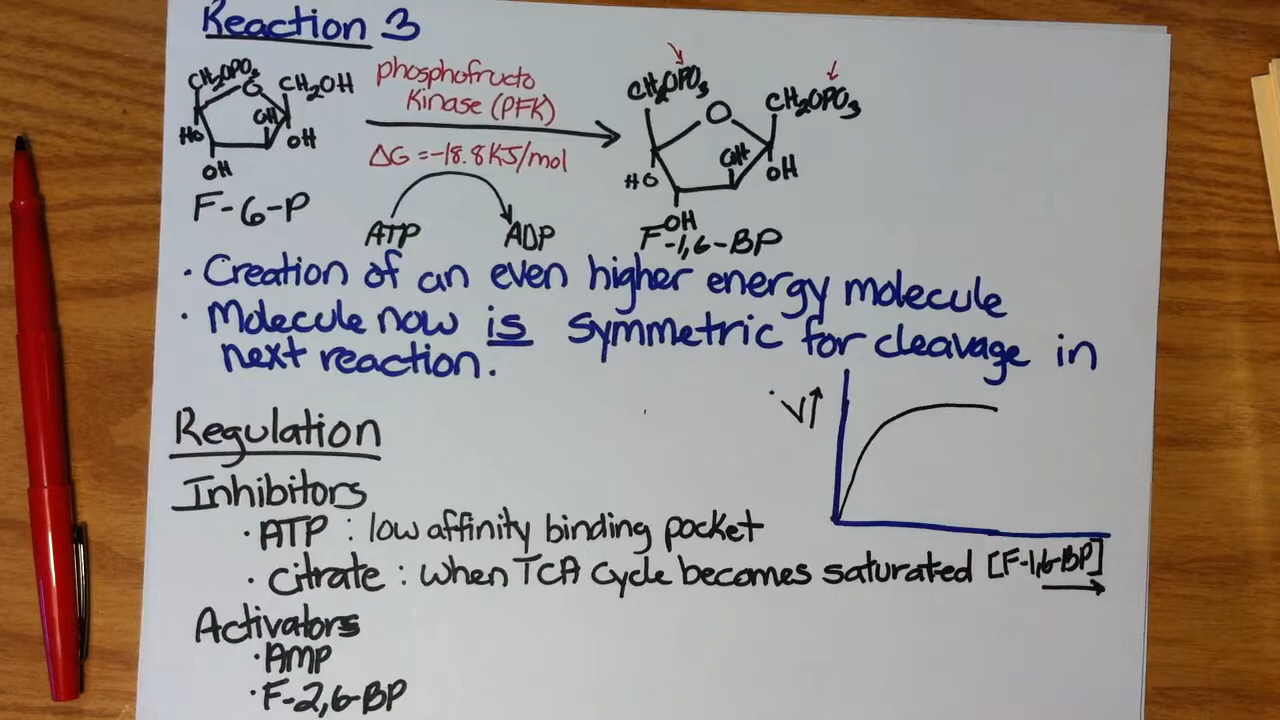 Reaction 3
CH₂OPO₃ O CH₂OH
HO OH OH
OH
F-6-P
phosphofructo
Kinase (PFK)
ΔG = -18.8KJ/mol
ATP ADP
CH₂OPO₃ O CH₂OPO₃
HO OH OH
OH
F-1,6-BP
· Creation of an even higher energy molecule
· Molecule now is symmetric for cleavage in
next reaction.
V↑
Regulation
Inhibitors
· ATP : low affinity binding pocket
· Citrate : when TCA Cycle becomes saturated
[F-1,6-BP]
Activators
· AMP
· F-2,6-BP